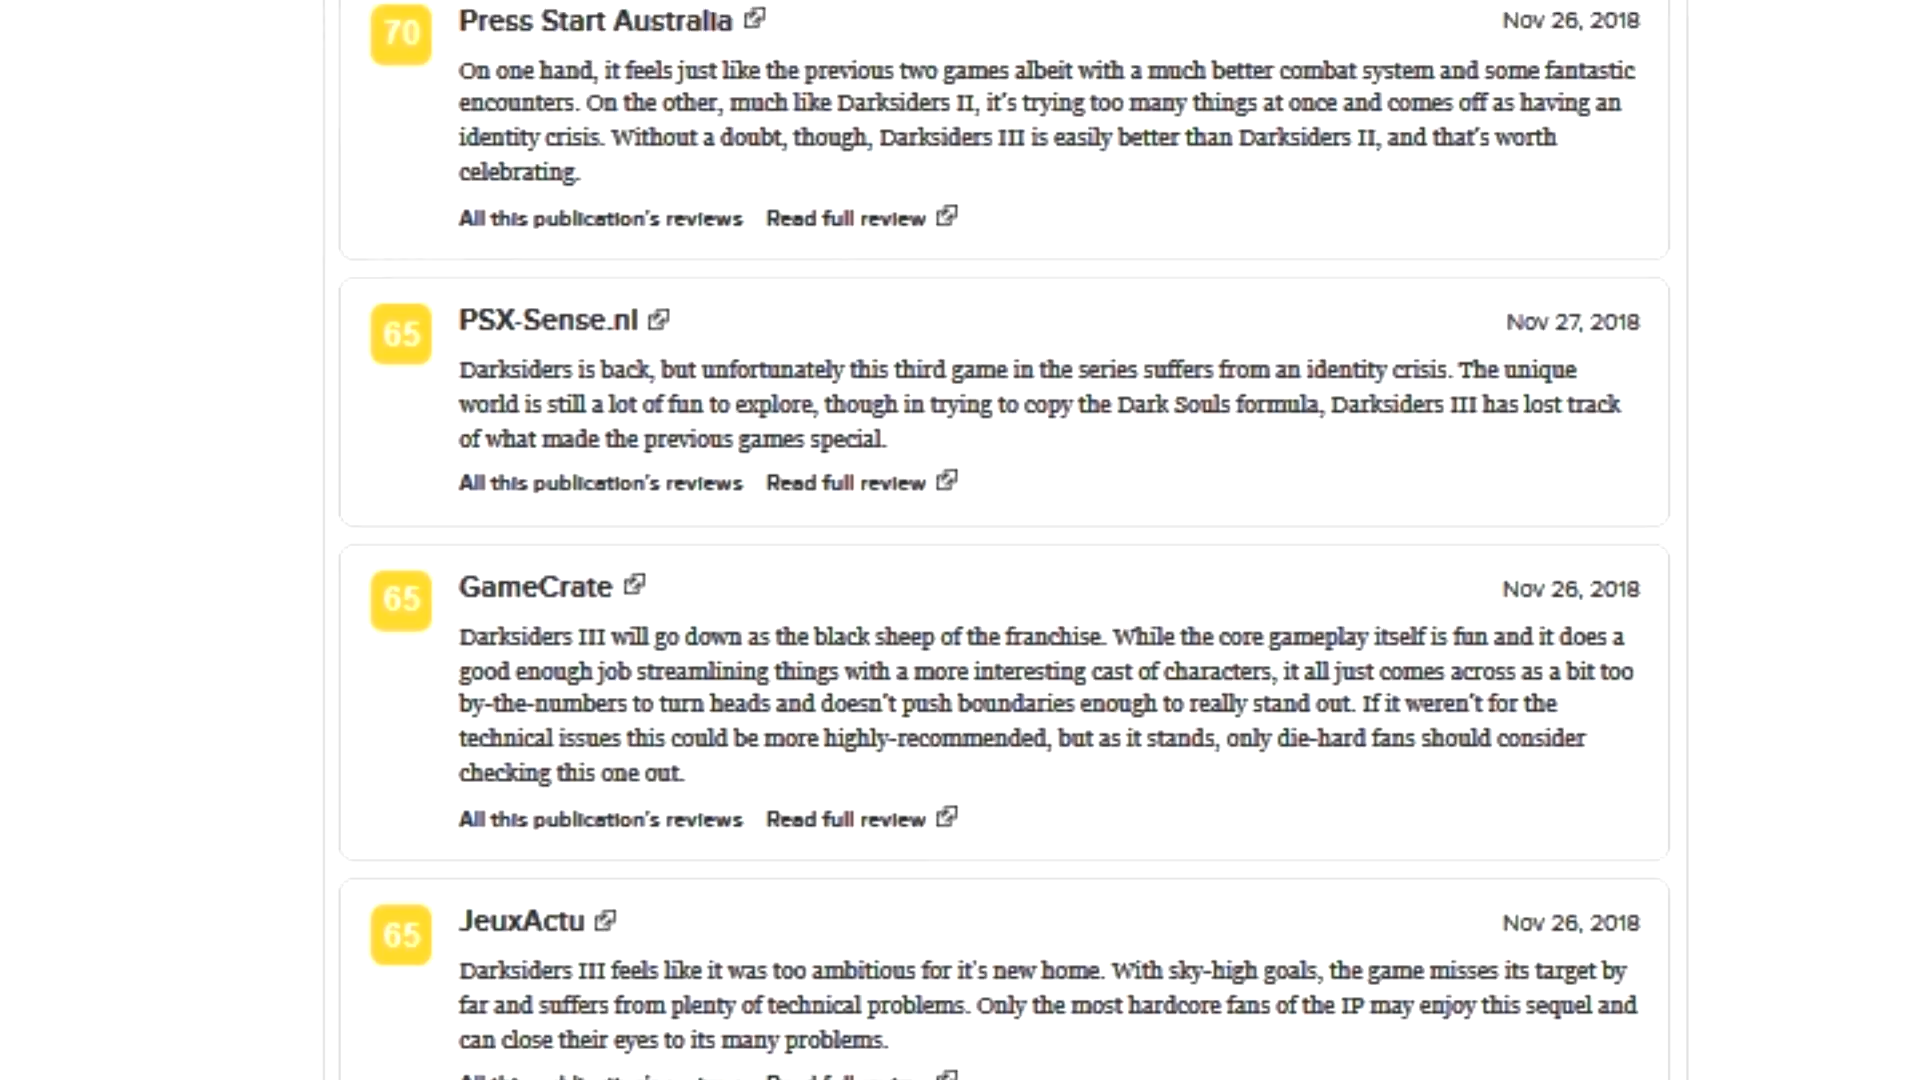 70 Press Start Australia Nov 26, 2018
On one hand, it feels just like the previous two games albeit with a much better combat system and some fantastic
encounters. On the other, much like Darksiders II, it's trying too many things at once and comes off as having an
identity crisis. Without a doubt, though, Darksiders III is easily better than Darksiders II, and that's worth
celebrating.
All this publication's reviews Read full review
65 PSX-Sense.nl Nov 27, 2018
Darksiders is back, but unfortunately this third game in the series suffers from an identity crisis. The unique
world is still a lot of fun to explore, though in trying to copy the Dark Souls formula, Darksiders III has lost track
of what made the previous games special.
All this publication's reviews Read full review
65 GameCrate Nov 26, 2018
Darksiders III will go down as the black sheep of the franchise. While the core gameplay itself is fun and it does a
good enough job streamlining things with a more interesting cast of characters, it all just comes across as a bit too
by-the-numbers to turn heads and doesn't push boundaries enough to really stand out. If it weren't for the
technical issues this could be more highly-recommended, but as it stands, only die-hard fans should consider
checking this one out.
All this publication's reviews Read full review
65 JeuxActu Nov 26, 2018
Darksiders III feels like it was too ambitious for it's new home. With sky-high goals, the game misses its target by
far and suffers from plenty of technical problems. Only the most hardcore fans of the IP may enjoy this sequel and
can close their eyes to its many problems.